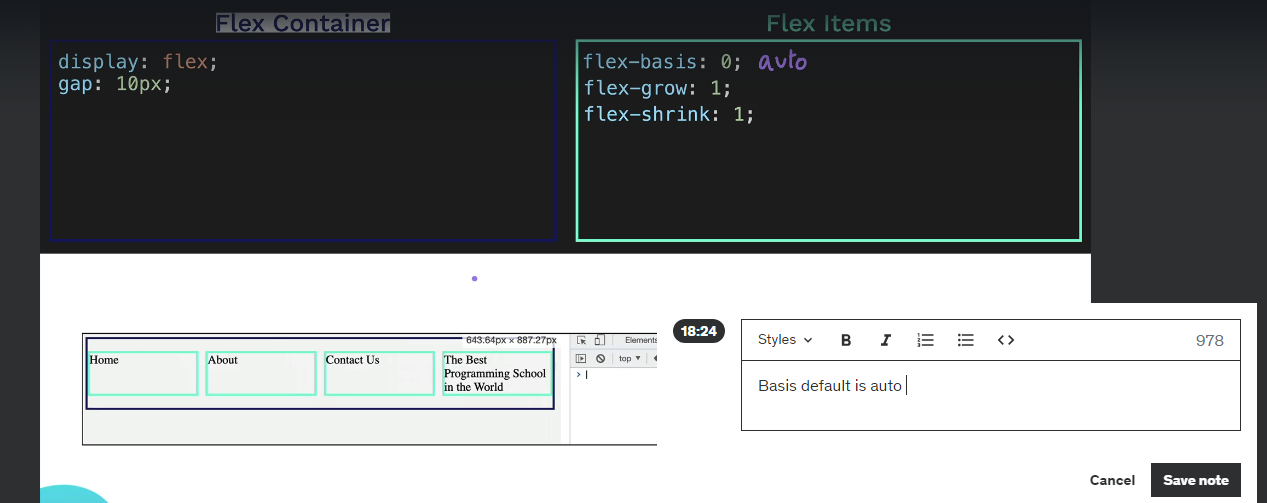 Flex Container
Flex Items
display: flex;
gap: 10px;
flex-basis: 0; auto
flex-grow: 1;
flex-shrink: 1;
643.64px × 887.27px
Elements
top ▾
Home
About
Contact Us
The Best
Programming School
in the World
18:24
Styles
B
I
<>
978
Basis default is auto
Cancel
Save note